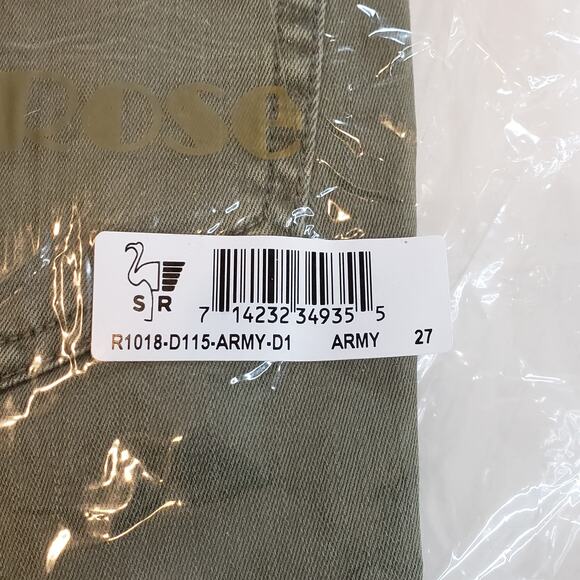 Rose
S R
7 14232 34935 5
R1018-D115-ARMY-D1 ARMY 27